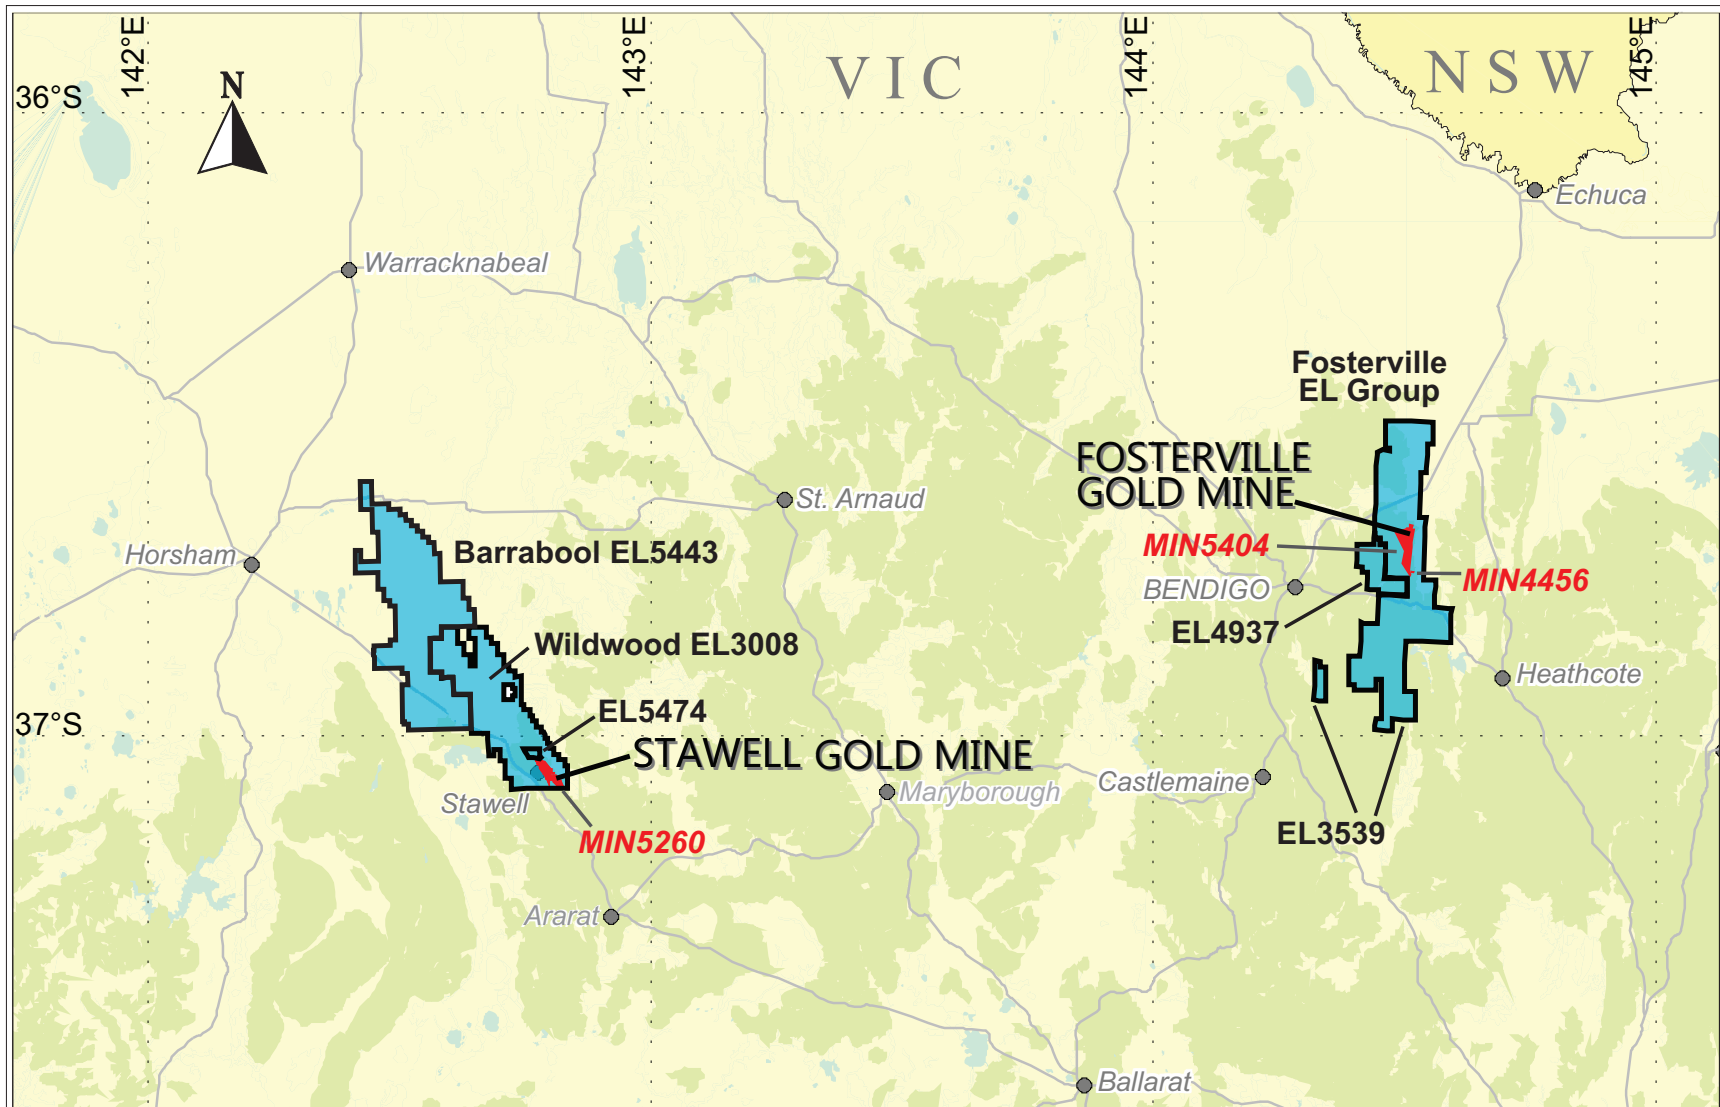 142°E
143°E
144°E
145°E
36°S
N
VIC
NSW
Echuca
Warracknabeal
Fosterville
EL Group
FOSTERVILLE
GOLD MINE
St. Arnaud
Horsham
Barrabool EL5443
MIN5404
BENDIGO
MIN4456
EL4937
Wildwood EL3008
Heathcote
EL5474
37°S
STAWELL GOLD MINE
Castlemaine
Stawell
Maryborough
EL3539
MIN5260
Ararat
Ballarat